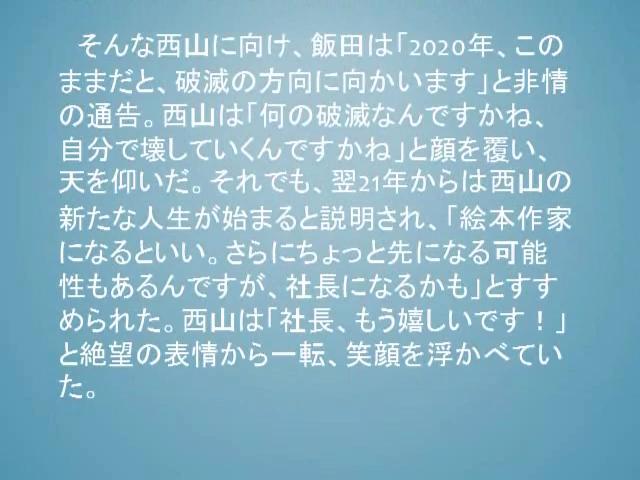 そんな西山に向け、飯田は「2020年、この
ままだと、破滅の方向に向かいます」と非情
の通告。西山は「何の破滅なんですかね、
自分で壊していくんですかね」と顔を覆い、
天を仰いだ。それでも、翌21年からは西山の
新たな人生が始まると説明され、「絵本作家
になるといい。さらにちょっと先になる可能
性もあるんですが、社長になるかも」とすす
められた。西山は「社長、もう嬉しいです！」
と絶望の表情から一転、笑顔を浮かべてい
た。